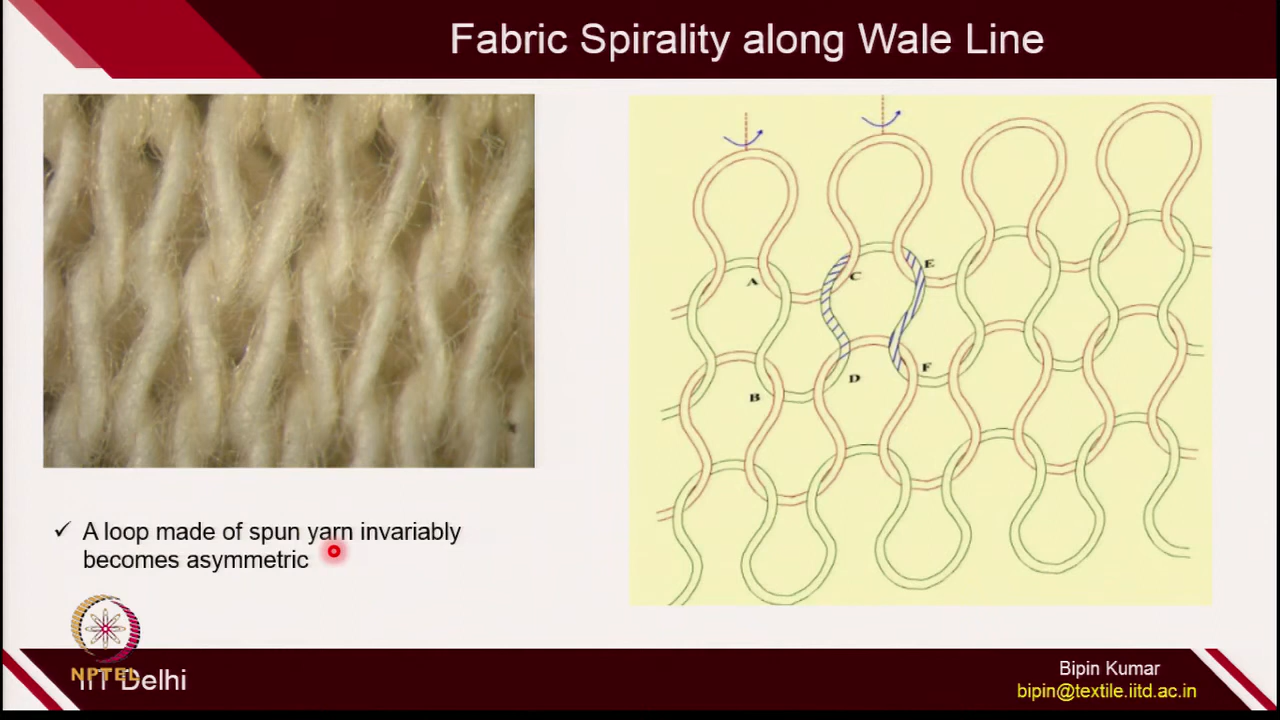 Fabric Spirality along Wale Line
A
B
C
D
E
F
✓ A loop made of spun yarn invariably
becomes asymmetric
NPTEL
IIT Delhi
Bipin Kumar
bipin@textile.iitd.ac.in